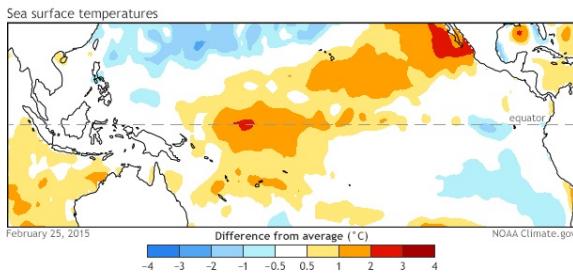 Sea surface temperatures
equator
February 25, 2015
Difference from average (°C)
NOAA Climate.gov
-4 -3 -2 -1 -0.5 0.5 1 2 3 4